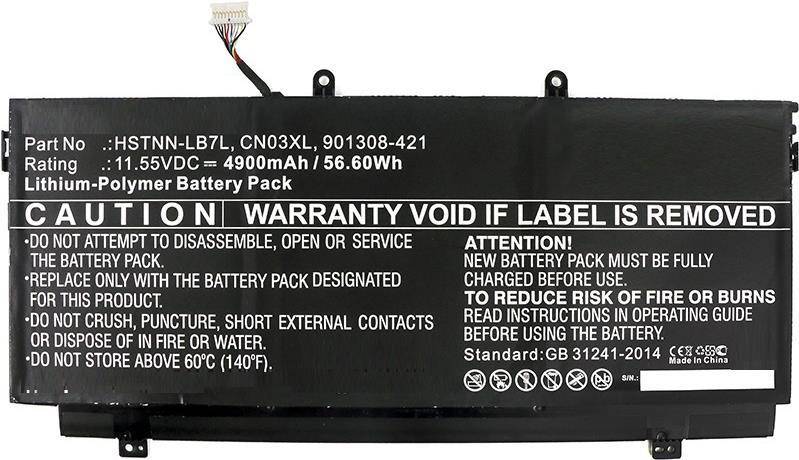 Part No .:HSTNN-LB7L, CN03XL, 901308-421
Rating .:11.55VDC⎓ 4900mAh / 56.60Wh
Lithium-Polymer Battery Pack
CAUTION WARRANTY VOID IF LABEL IS REMOVED
•DO NOT ATTEMPT TO DISASSEMBLE, OPEN OR SERVICE
THE BATTERY PACK.
•REPLACE ONLY WITH THE BATTERY PACK DESIGNATED
FOR THIS PRODUCT.
•DO NOT CRUSH, PUNCTURE, SHORT EXTERNAL CONTACTS
OR DISPOSE OF IN FIRE OR WATER.
•DO NOT STORE ABOVE 60°C (140°F).
ATTENTION!
NEW BATTERY PACK MUST BE FULLY
CHARGED BEFORE USE.
TO REDUCE RISK OF FIRE OR BURNS
READ INSTRUCTIONS IN OPERATING GUIDE
BEFORE USING THE BATTERY.
Standard:GB 31241-2014
CE
Made in China
S/N.: